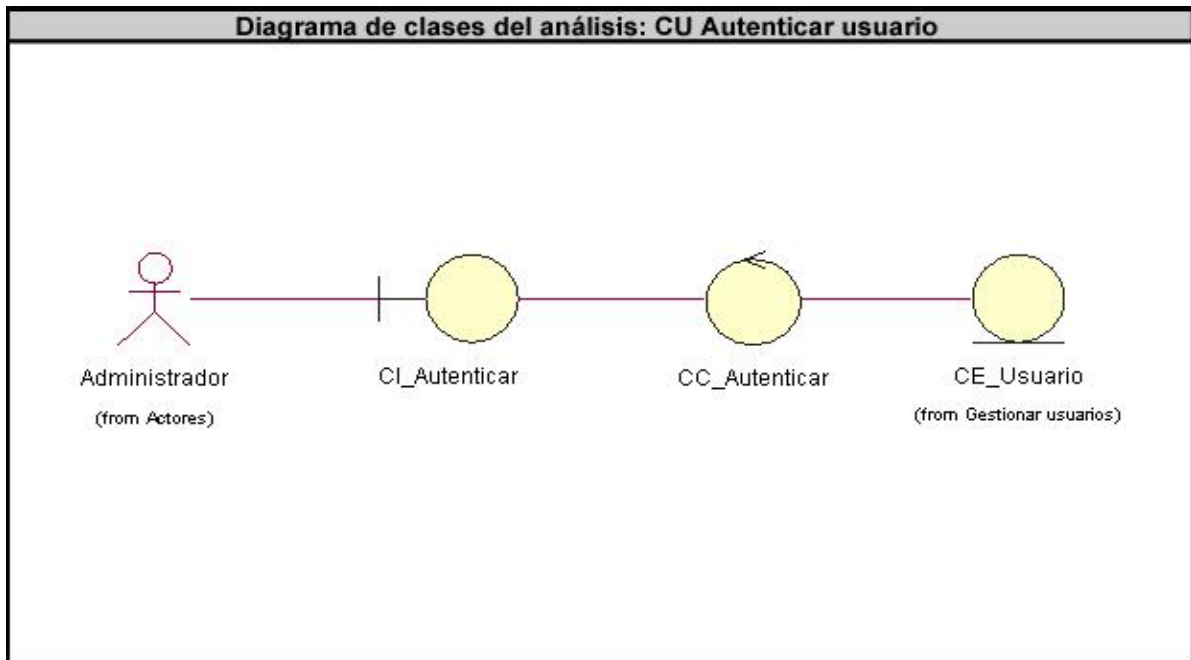 Diagrama de clases del análisis: CU Autenticar usuario
Administrador
(from Actores)
CI_Autenticar
CC_Autenticar
CE_Usuario
(from Gestionar usuarios)